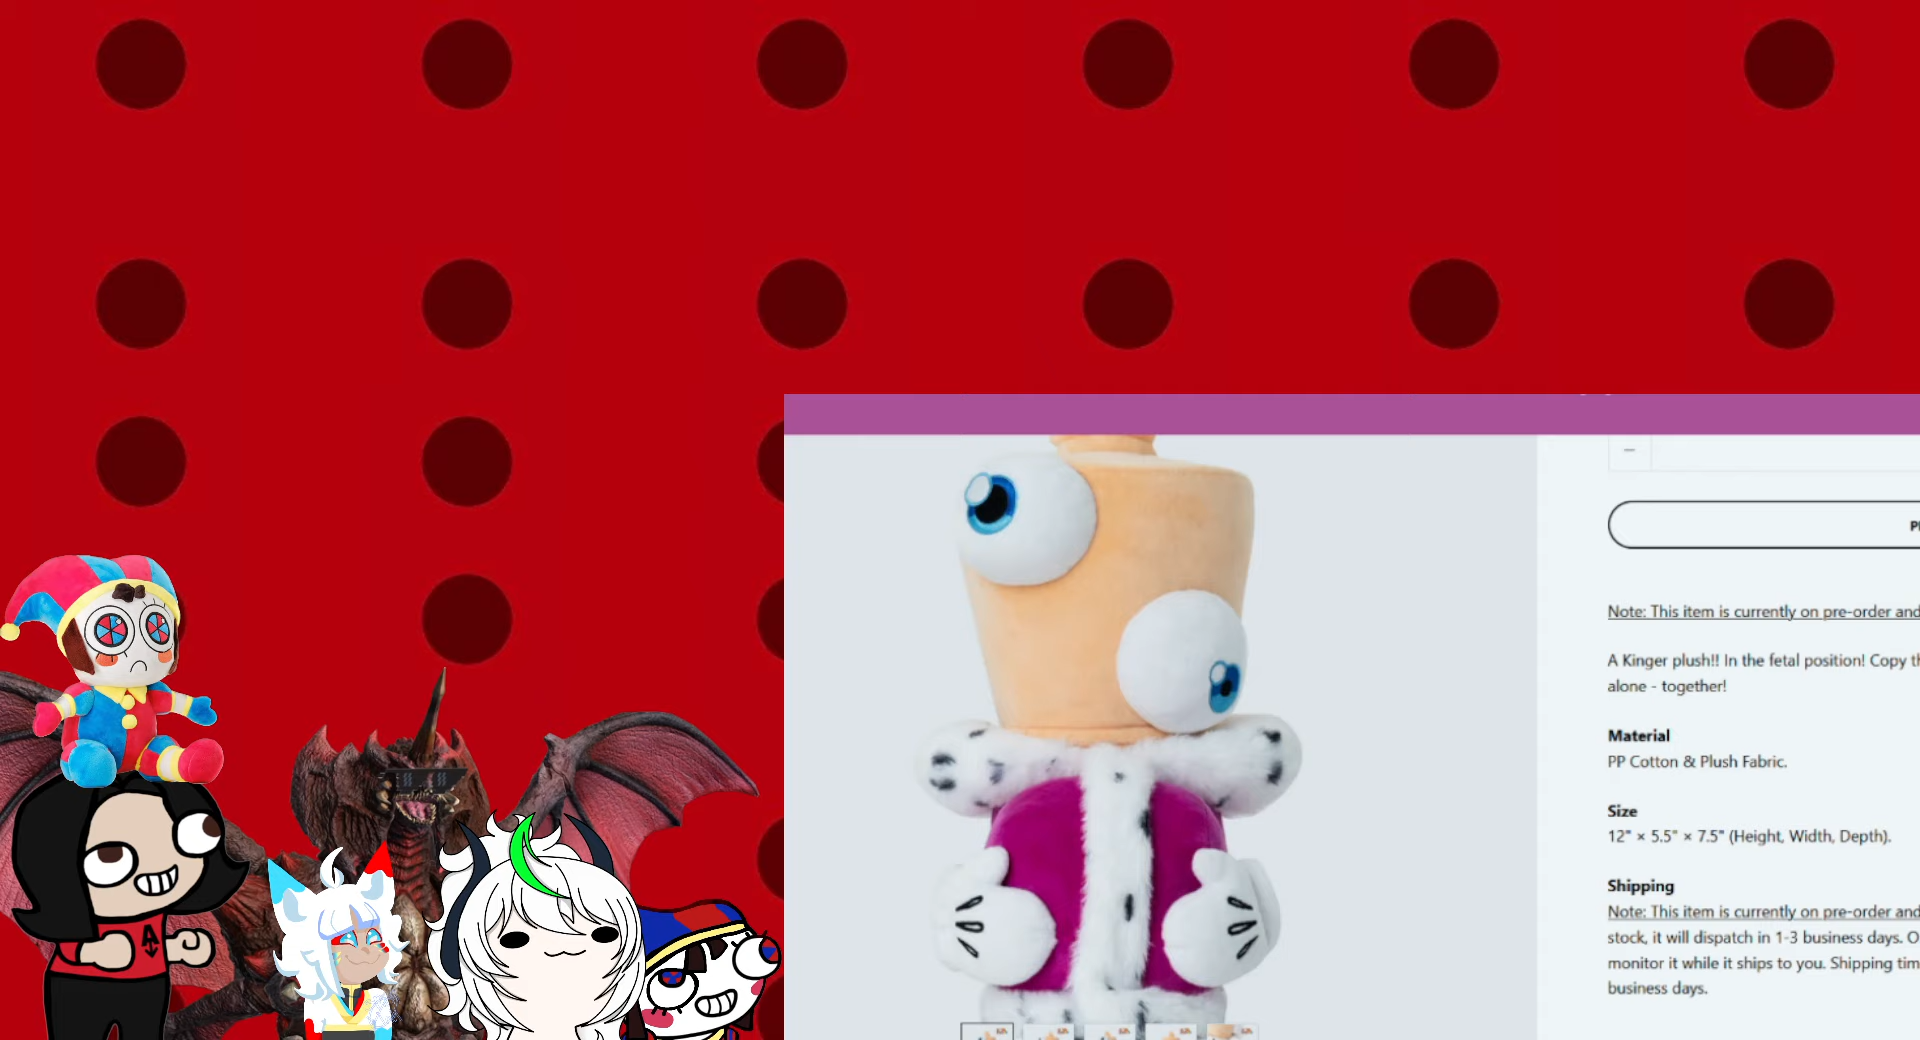 Note: This item is currently on pre-order and
A Kinger plush!! In the fetal position! Copy th
alone - together!
Material
PP Cotton & Plush Fabric.
Size
12" × 5.5" × 7.5" (Height, Width, Depth).
Shipping
Note: This item is currently on pre-order and
stock, it will dispatch in 1-3 business days. O
monitor it while it ships to you. Shipping tim
business days.